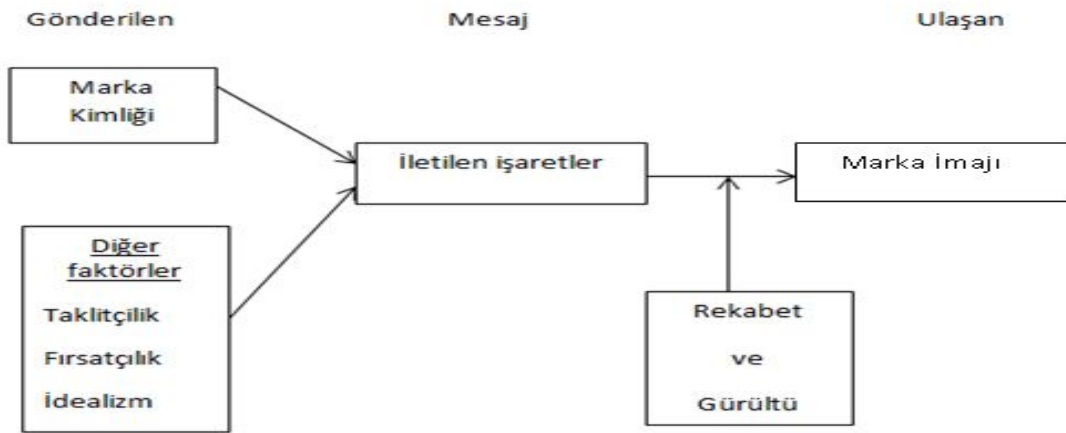 Gönderilen
Mesaj
Ulaşan
Marka
Kimliği
İletilen işaretler
Marka İmajı
Diğer
faktörler
Taklitçilik
Fırsatçılık
İdealizm
Rekabet
ve
Gürültü